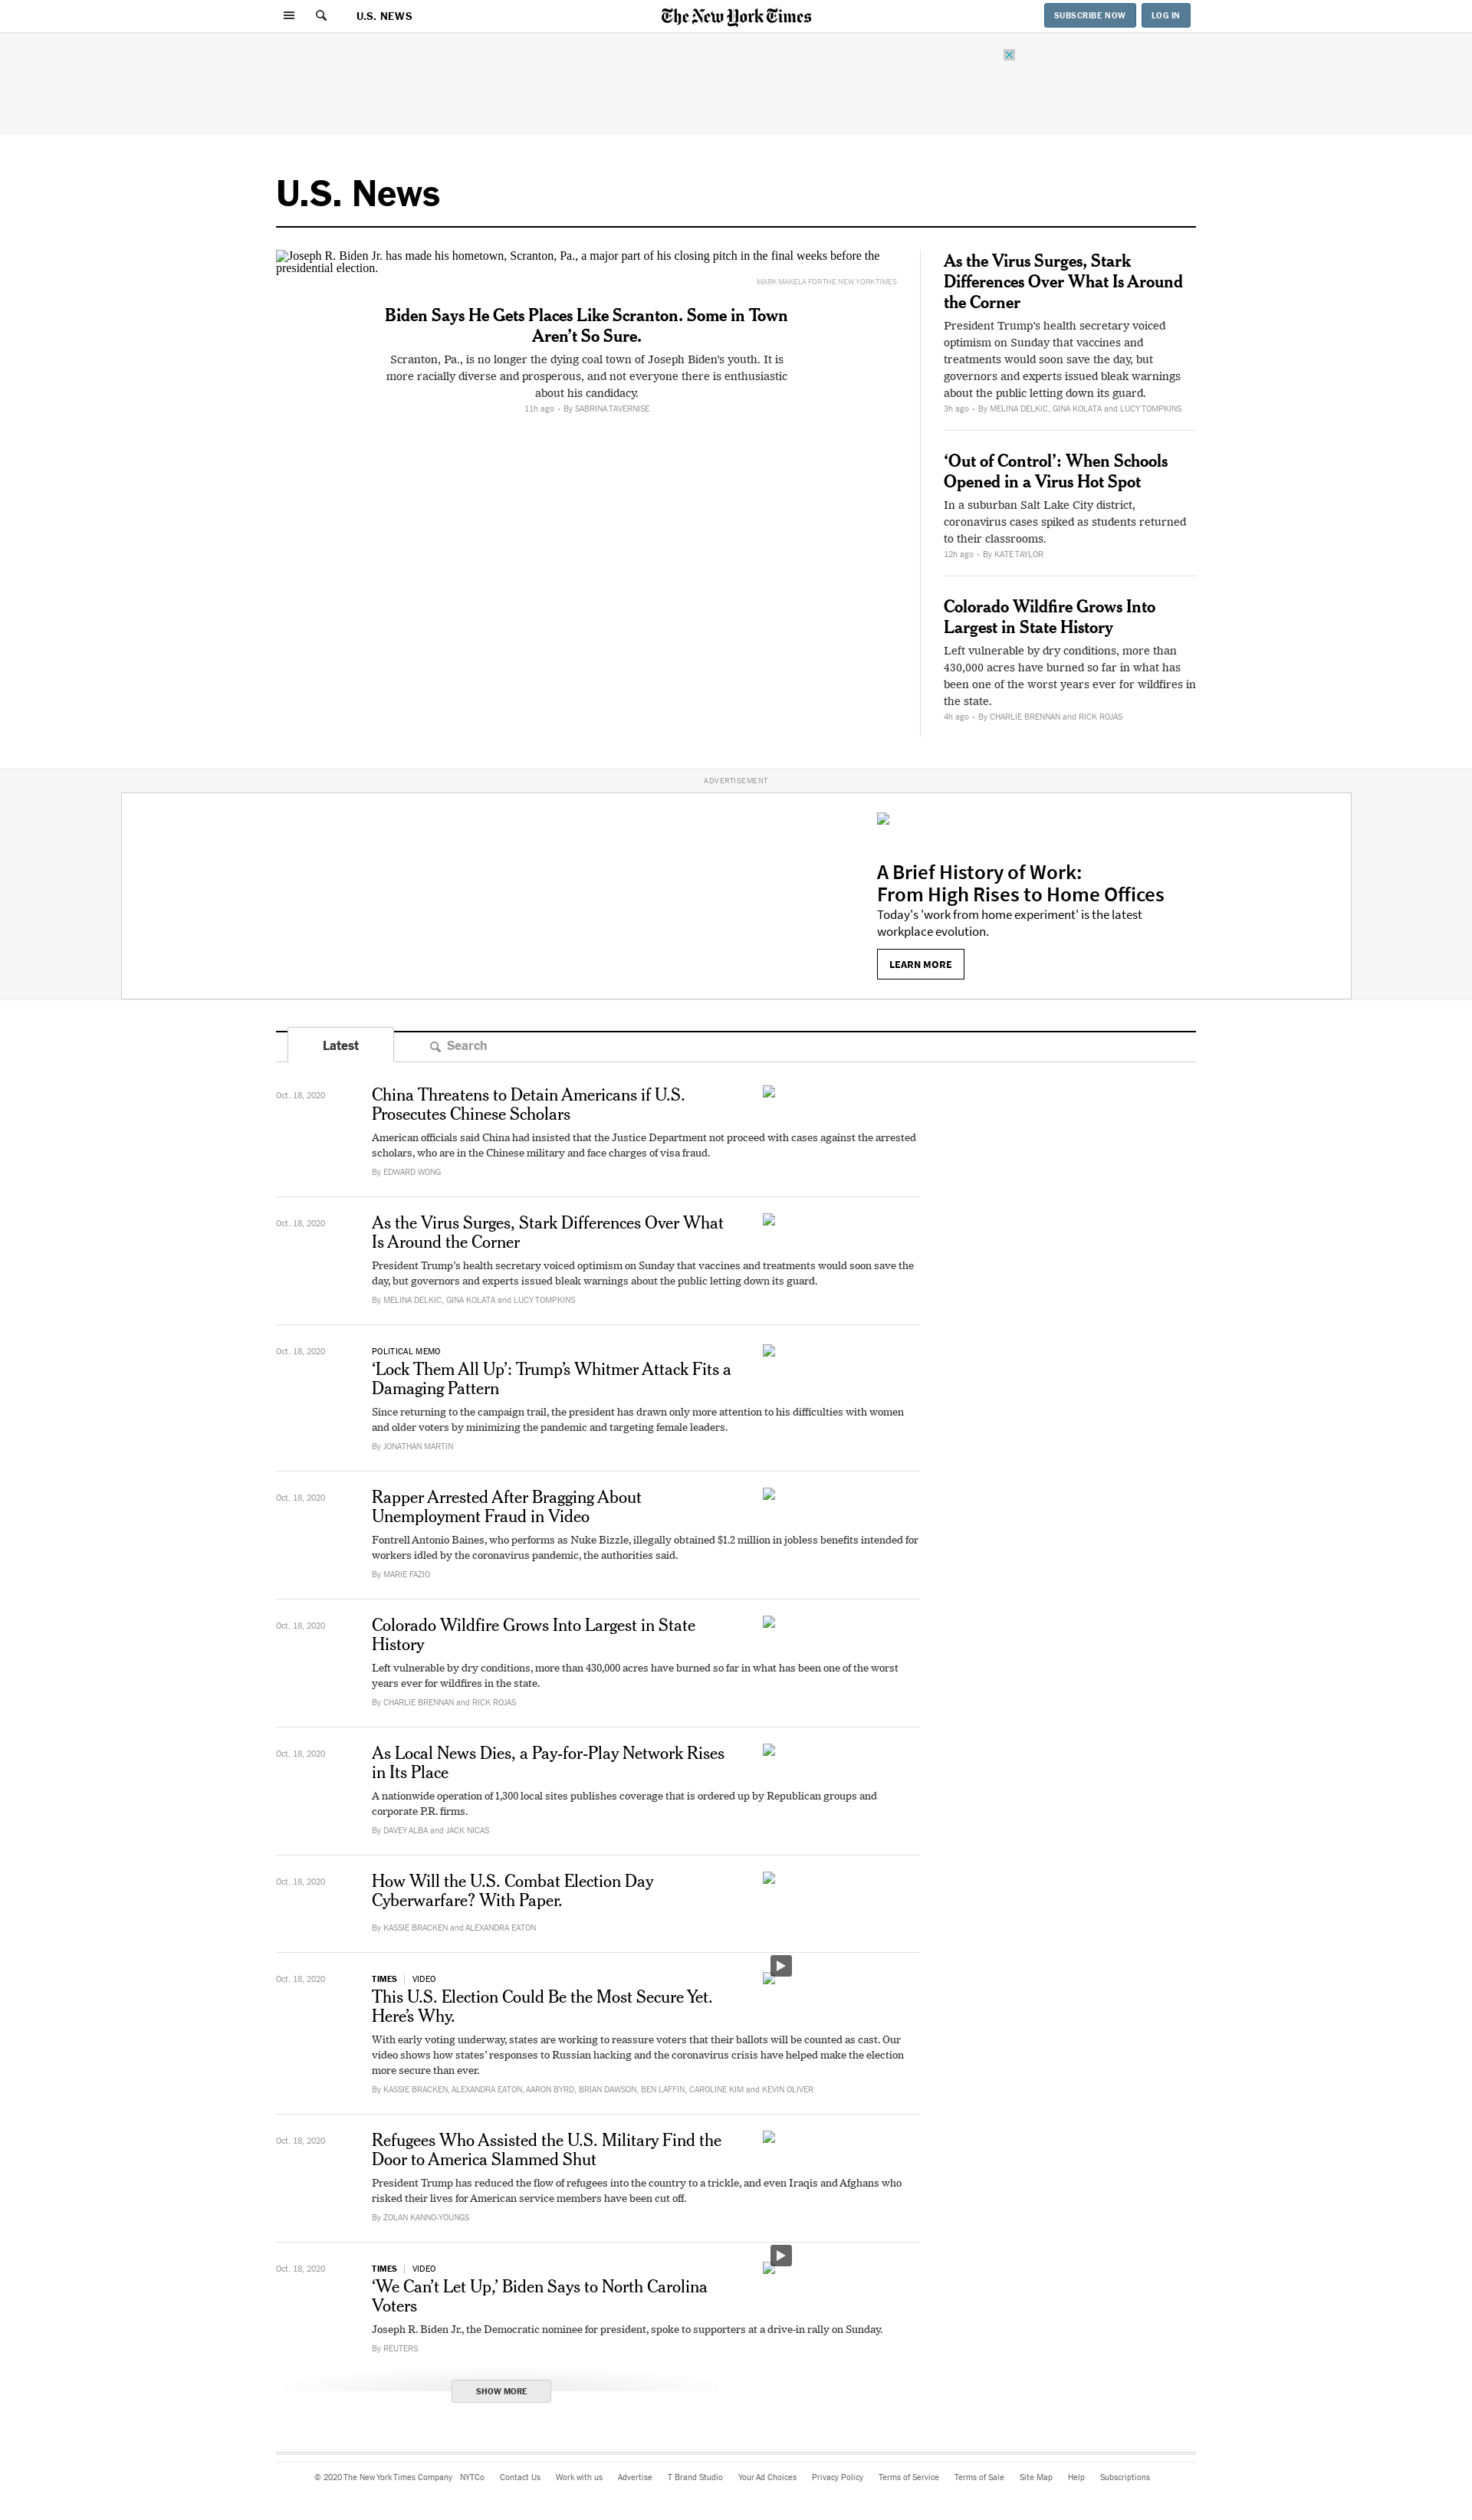 U.S. NEWS
The New York Times
SUBSCRIBE NOW
LOG IN
U.S. News
Joseph R. Biden Jr. has made his hometown, Scranton, Pa., a major part of his closing pitch in the final weeks before the
presidential election.
MARK MAKELA FOR THE NEW YORK TIMES
Biden Says He Gets Places Like Scranton. Some in Town
Aren’t So Sure.
Scranton, Pa., is no longer the dying coal town of Joseph Biden’s youth. It is
more racially diverse and prosperous, and not everyone there is enthusiastic
about his candidacy.
11h ago • By SABRINA TAVERNISE
As the Virus Surges, Stark
Differences Over What Is Around
the Corner
President Trump’s health secretary voiced
optimism on Sunday that vaccines and
treatments would soon save the day, but
governors and experts issued bleak warnings
about the public letting down its guard.
3h ago • By MELINA DELKIC, GINA KOLATA and LUCY TOMPKINS
‘Out of Control’: When Schools
Opened in a Virus Hot Spot
In a suburban Salt Lake City district,
coronavirus cases spiked as students returned
to their classrooms.
12h ago • By KATE TAYLOR
Colorado Wildfire Grows Into
Largest in State History
Left vulnerable by dry conditions, more than
430,000 acres have burned so far in what has
been one of the worst years ever for wildfires in
the state.
4h ago • By CHARLIE BRENNAN and RICK ROJAS
ADVERTISEMENT
A Brief History of Work:
From High Rises to Home Offices
Today's 'work from home experiment' is the latest
workplace evolution.
LEARN MORE
Latest
Search
Oct. 18, 2020
China Threatens to Detain Americans if U.S.
Prosecutes Chinese Scholars
American officials said China had insisted that the Justice Department not proceed with cases against the arrested
scholars, who are in the Chinese military and face charges of visa fraud.
By EDWARD WONG
Oct. 18, 2020
As the Virus Surges, Stark Differences Over What
Is Around the Corner
President Trump’s health secretary voiced optimism on Sunday that vaccines and treatments would soon save the
day, but governors and experts issued bleak warnings about the public letting down its guard.
By MELINA DELKIC, GINA KOLATA and LUCY TOMPKINS
Oct. 18, 2020
POLITICAL MEMO
‘Lock Them All Up’: Trump’s Whitmer Attack Fits a
Damaging Pattern
Since returning to the campaign trail, the president has drawn only more attention to his difficulties with women
and older voters by minimizing the pandemic and targeting female leaders.
By JONATHAN MARTIN
Oct. 18, 2020
Rapper Arrested After Bragging About
Unemployment Fraud in Video
Fontrell Antonio Baines, who performs as Nuke Bizzle, illegally obtained $1.2 million in jobless benefits intended for
workers idled by the coronavirus pandemic, the authorities said.
By MARIE FAZIO
Oct. 18, 2020
Colorado Wildfire Grows Into Largest in State
History
Left vulnerable by dry conditions, more than 430,000 acres have burned so far in what has been one of the worst
years ever for wildfires in the state.
By CHARLIE BRENNAN and RICK ROJAS
Oct. 18, 2020
As Local News Dies, a Pay-for-Play Network Rises
in Its Place
A nationwide operation of 1,300 local sites publishes coverage that is ordered up by Republican groups and
corporate P.R. firms.
By DAVEY ALBA and JACK NICAS
Oct. 18, 2020
How Will the U.S. Combat Election Day
Cyberwarfare? With Paper.
By KASSIE BRACKEN and ALEXANDRA EATON
Oct. 18, 2020
TIMES | VIDEO
This U.S. Election Could Be the Most Secure Yet.
Here’s Why.
With early voting underway, states are working to reassure voters that their ballots will be counted as cast. Our
video shows how states’ responses to Russian hacking and the coronavirus crisis have helped make the election
more secure than ever.
By KASSIE BRACKEN, ALEXANDRA EATON, AARON BYRD, BRIAN DAWSON, BEN LAFFIN, CAROLINE KIM and KEVIN OLIVER
Oct. 18, 2020
Refugees Who Assisted the U.S. Military Find the
Door to America Slammed Shut
President Trump has reduced the flow of refugees into the country to a trickle, and even Iraqis and Afghans who
risked their lives for American service members have been cut off.
By ZOLAN KANNO-YOUNGS
Oct. 18, 2020
TIMES | VIDEO
‘We Can’t Let Up,’ Biden Says to North Carolina
Voters
Joseph R. Biden Jr., the Democratic nominee for president, spoke to supporters at a drive-in rally on Sunday.
By REUTERS
SHOW MORE
© 2020 The New York Times Company NYTCo Contact Us Work with us Advertise T Brand Studio Your Ad Choices Privacy Policy Terms of Service Terms of Sale Site Map Help Subscriptions